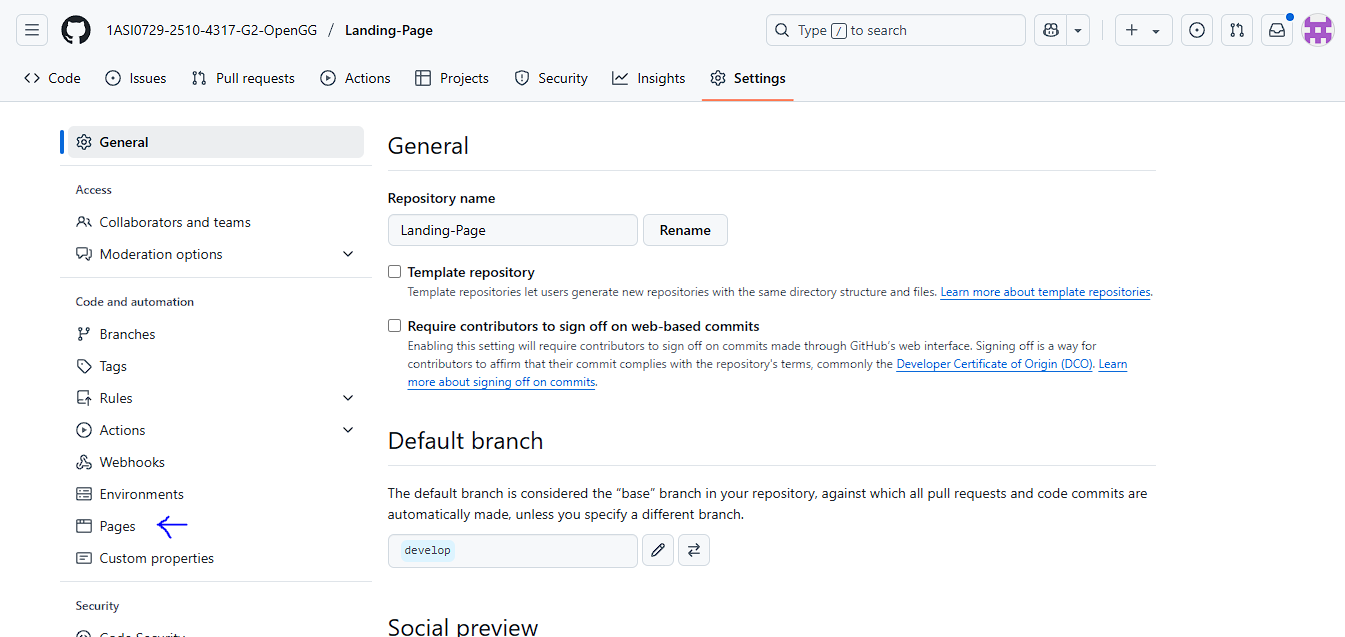 1ASI0729-2510-4317-G2-OpenGG / Landing-Page
Type / to search
Code Issues Pull requests Actions Projects Security Insights Settings
General
Access
Collaborators and teams
Moderation options
Code and automation
Branches
Tags
Rules
Actions
Webhooks
Environments
Pages
Custom properties
Security
Code Security
General
Repository name
Landing-Page Rename
Template repository
Template repositories let users generate new repositories with the same directory structure and files. Learn more about template repositories.
Require contributors to sign off on web-based commits
Enabling this setting will require contributors to sign off on commits made through GitHub's web interface. Signing off is a way for
contributors to affirm that their commit complies with the repository's terms, commonly the Developer Certificate of Origin (DCO). Learn
more about signing off on commits.
Default branch
The default branch is considered the “base” branch in your repository, against which all pull requests and code commits are
automatically made, unless you specify a different branch.
develop
Social preview